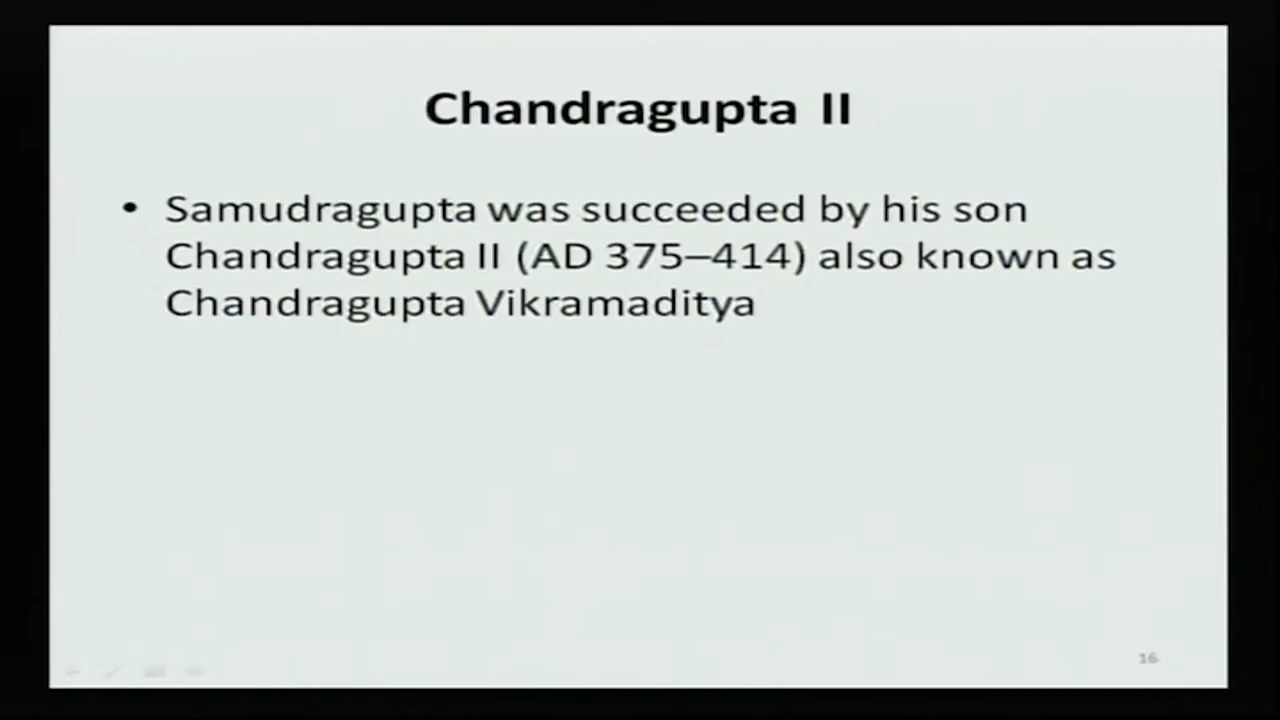 Chandragupta II
• Samudragupta was succeeded by his son
Chandragupta II (AD 375–414) also known as
Chandragupta Vikramaditya
16